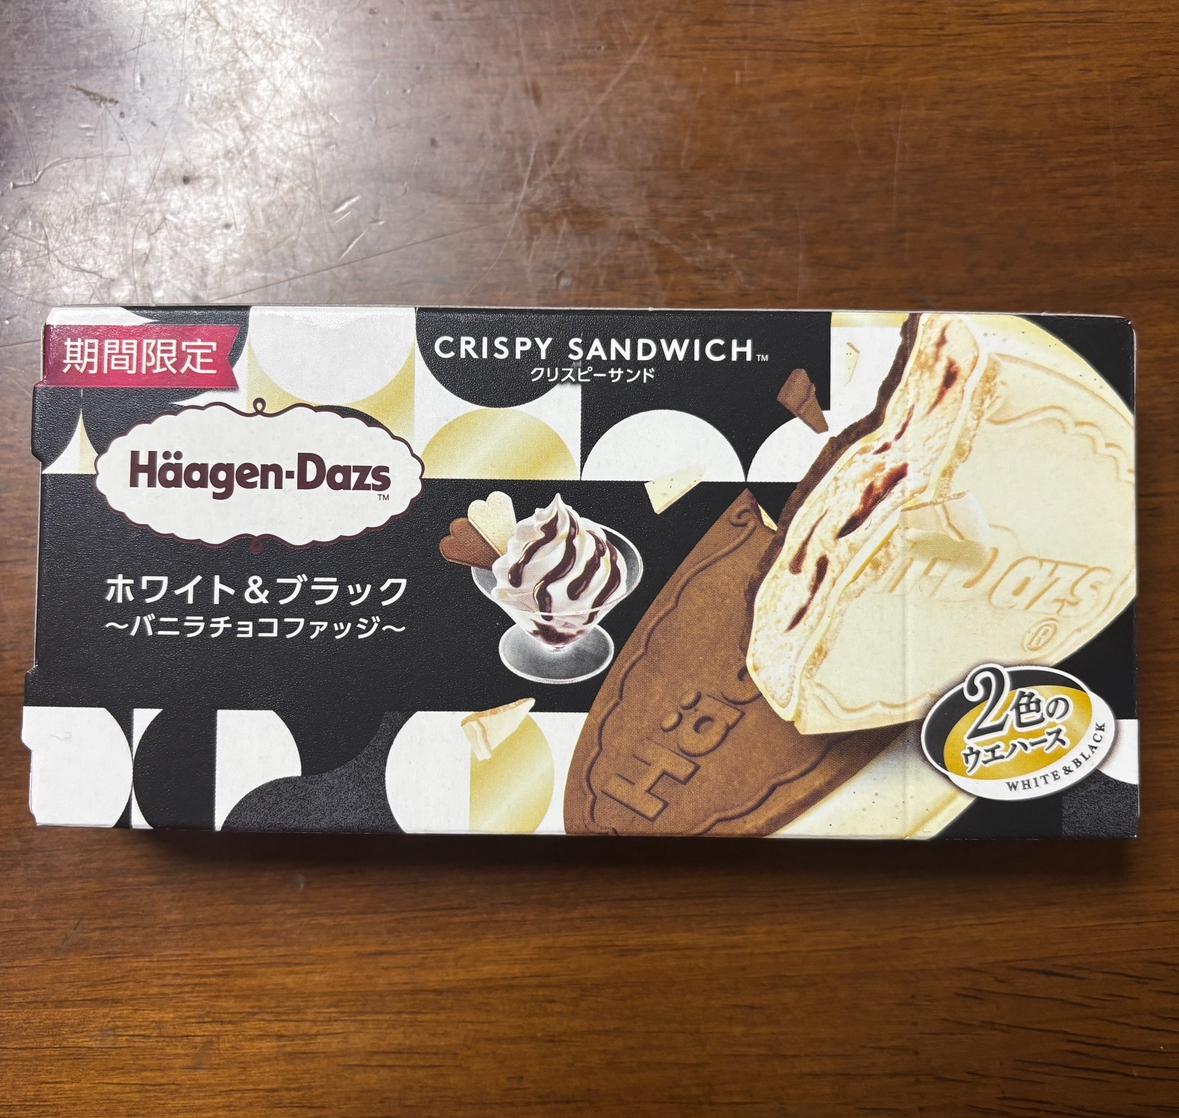 期間限定
CRISPY SANDWICH™
クリスピーサンド
Häagen-Dazs™
ホワイト&ブラック
～バニラチョコファッジ～
Dazs
®
Hä
2色の
ウエハース
WHITE&BLACK